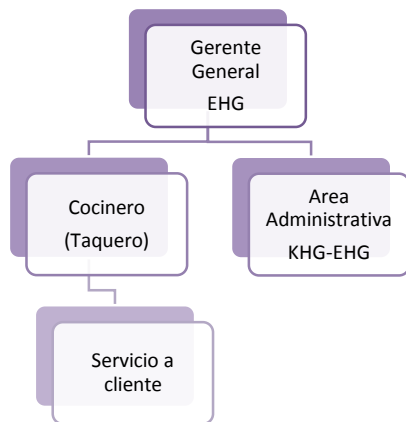 Gerente
General
EHG
Cocinero
(Taquero)
Area
Administrativa
KHG-EHG
Servicio a
cliente